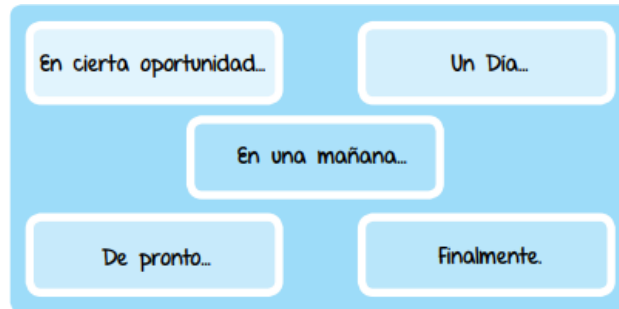 En cierta oportunidad...
Un Día...
En una mañana...
De pronto...
Finalmente.